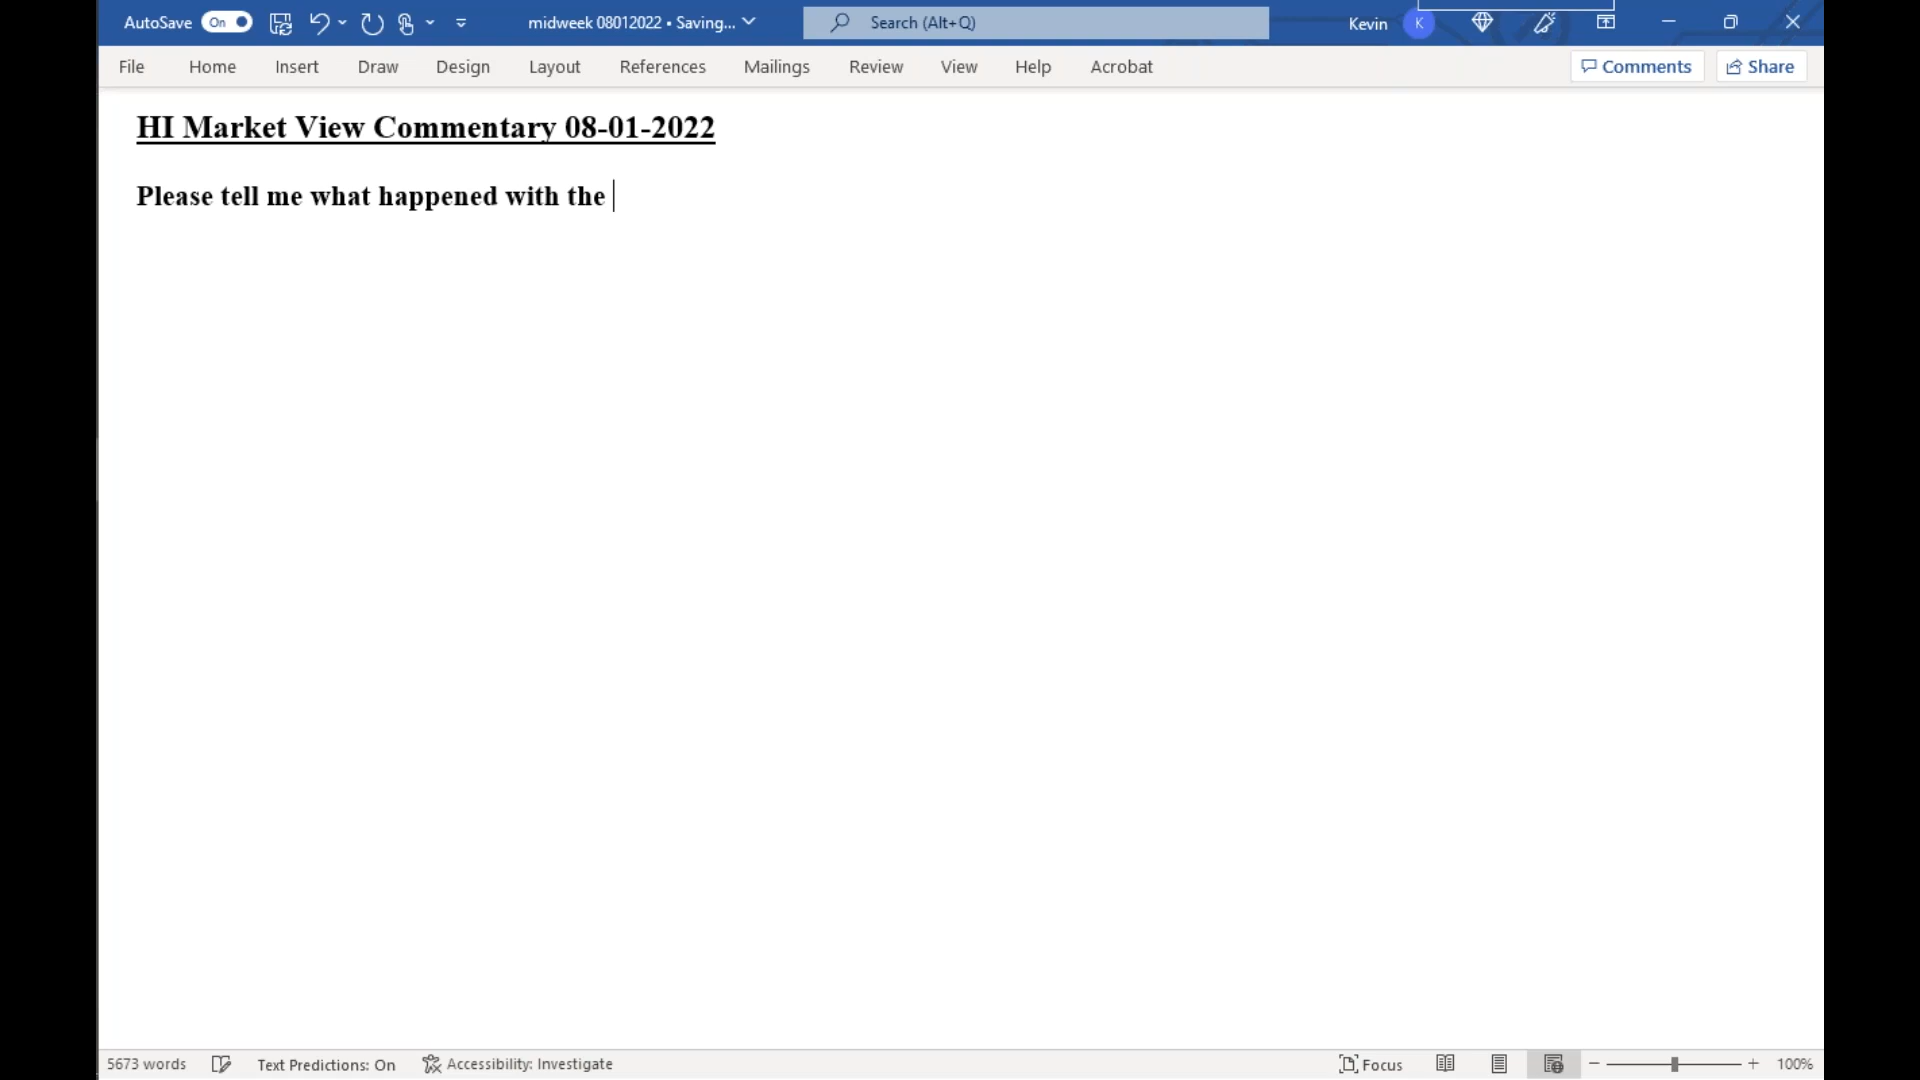 AutoSave On midweek 08012022 • Saving... Search (Alt+Q) Kevin K
File Home Insert Draw Design Layout References Mailings Review View Help Acrobat Comments Share
HI Market View Commentary 08-01-2022
Please tell me what happened with the
5673 words Text Predictions: On Accessibility: Investigate Focus 100%